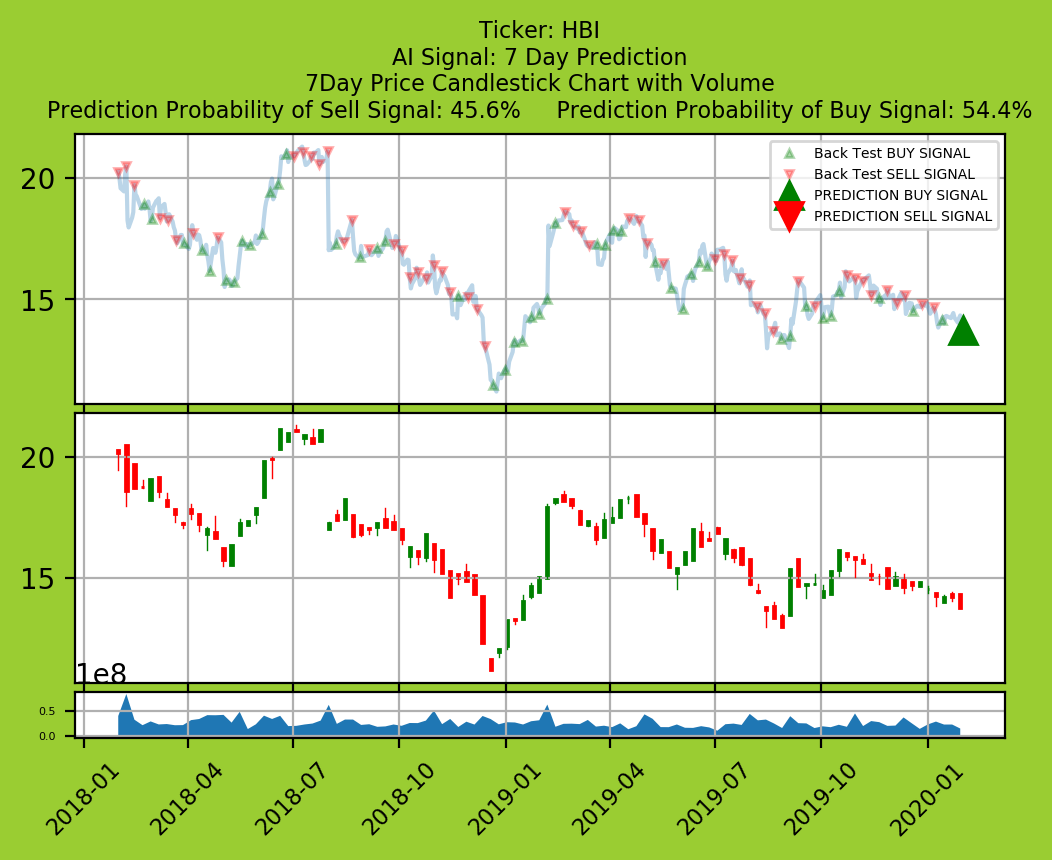 Ticker: HBI
AI Signal: 7 Day Prediction
7Day Price Candlestick Chart with Volume
Prediction Probability of Sell Signal: 45.6% Prediction Probability of Buy Signal: 54.4%
Back Test BUY SIGNAL
Back Test SELL SIGNAL
PREDICTION BUY SIGNAL
PREDICTION SELL SIGNAL
20
15
20
15
1e8
0.5
0.0
2018-01 2018-04 2018-07 2018-10 2019-01 2019-04 2019-07 2019-10 2020-01